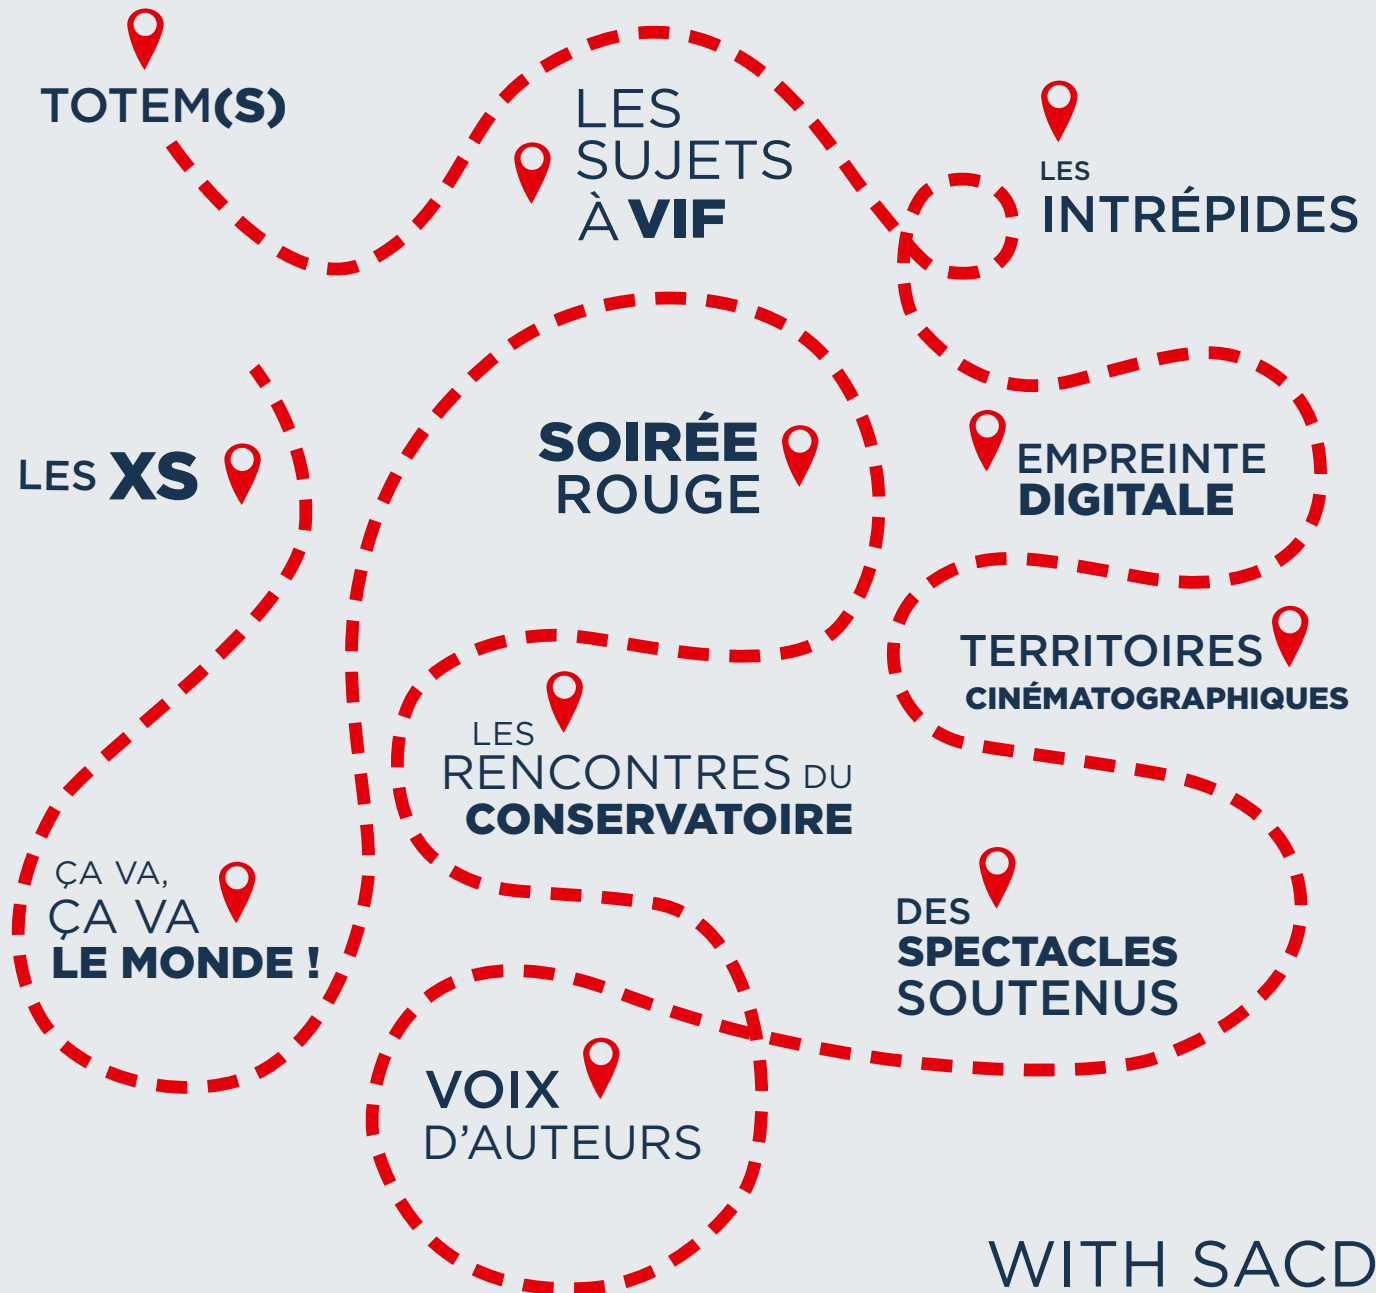 TOTEM(S)
LES
SUJETS
À VIF
LES
INTRÉPIDES
LES XS
SOIRÉE
ROUGE
EMPREINTE
DIGITALE
TERRITOIRES
CINÉMATOGRAPHIQUES
LES
RENCONTRES DU
CONSERVATOIRE
ÇA VA,
ÇA VA
LE MONDE !
DES
SPECTACLES
SOUTENUS
VOIX
D'AUTEURS
WITH SACD